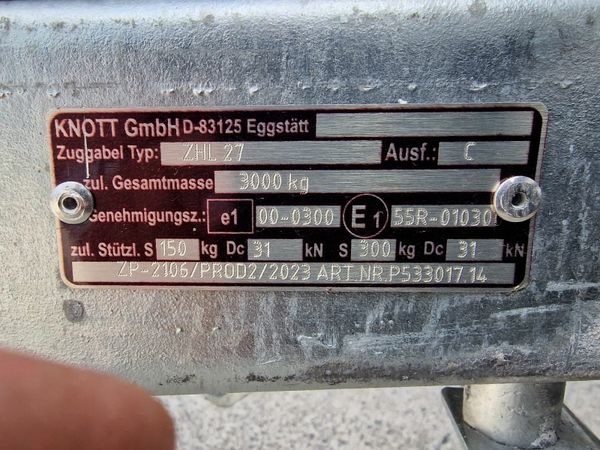 KNOTT GmbH D-83125 Eggstätt
Zuggabel Typ: ZHL 27 Ausf.: C
zul. Gesamtmasse 3000 kg
Genehmigungsz.: e1 00-0300 E1 55R-01030
zul. Stützl. S 150 kg Dc 31 kN S 300 kg Dc 31 kN
ZP-2106/PROD2/2023 ART.NR.P533017.14